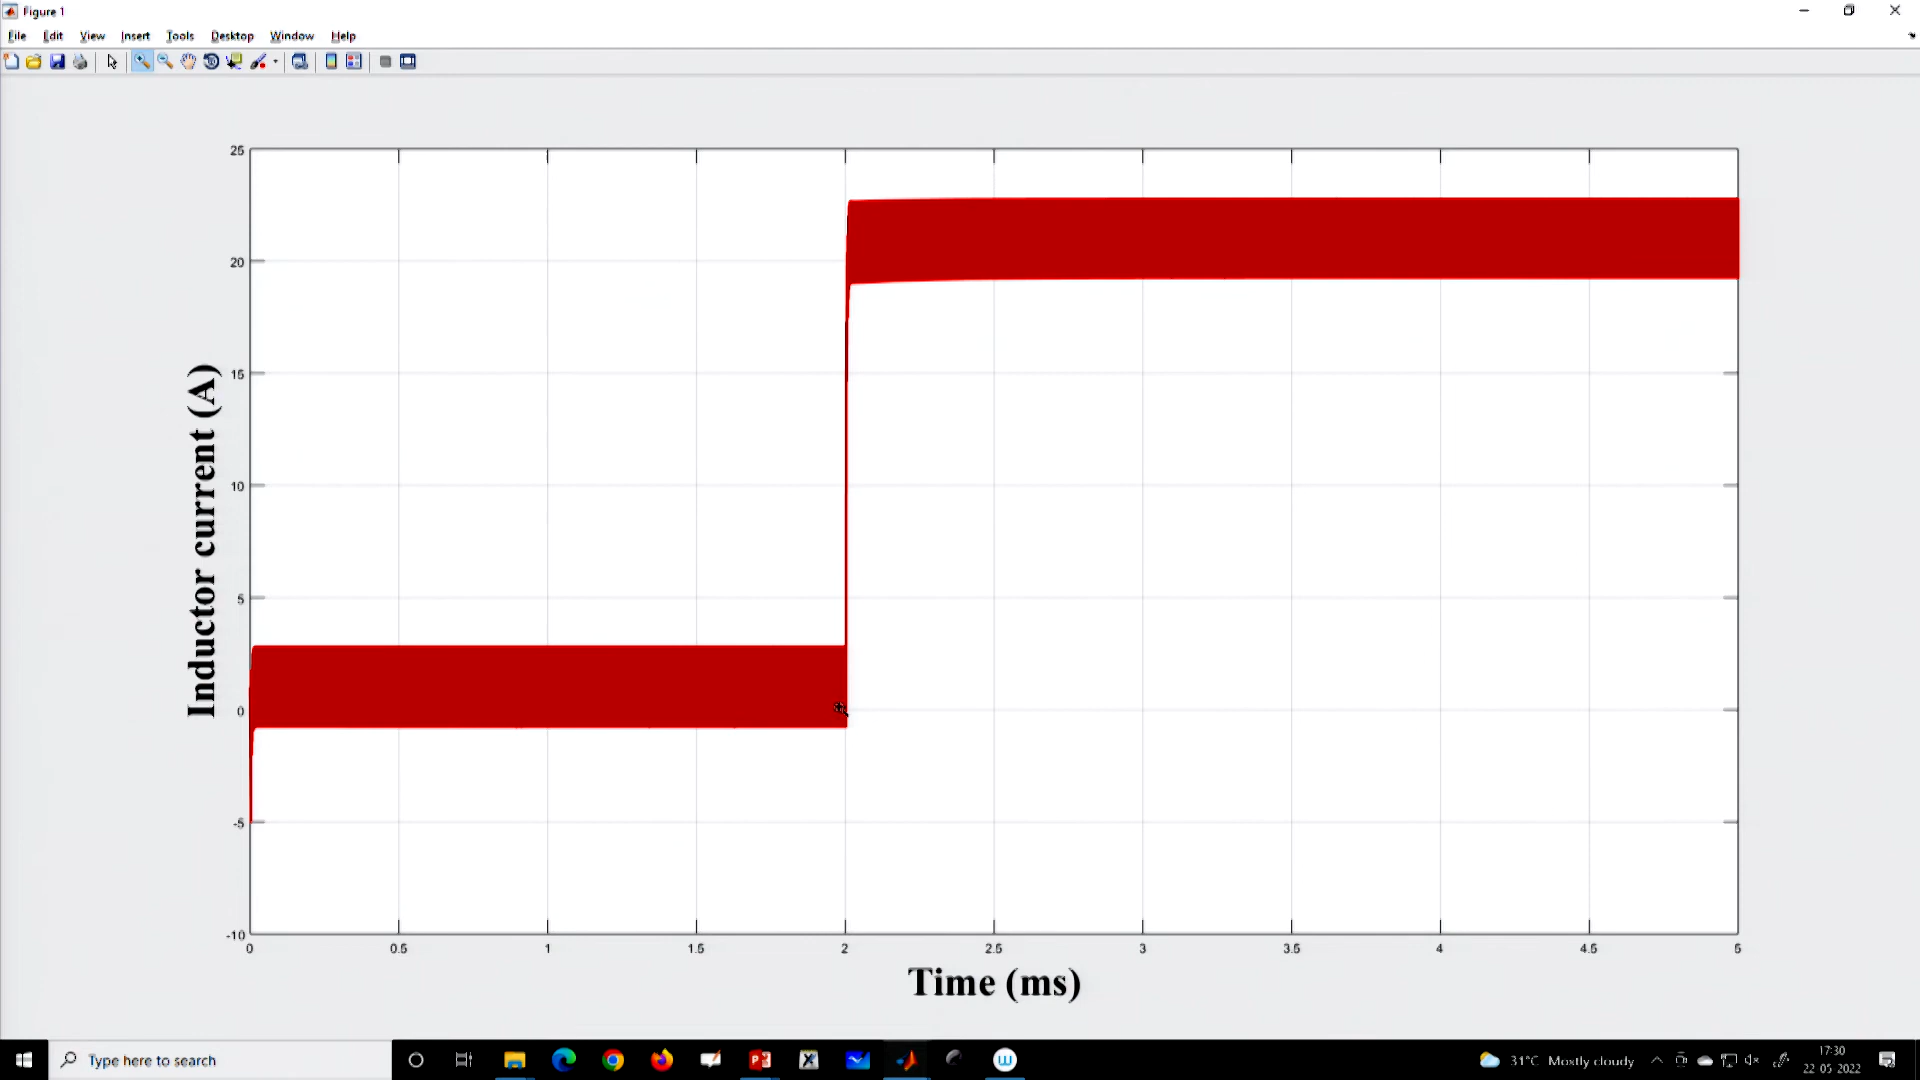 Figure 1
File Edit View Insert Tools Desktop Window Help
25
20
15
10
5
0
-5
-10
Inductor current (A)
0 0.5 1 1.5 2 2.5 3 3.5 4 4.5 5
Time (ms)
Type here to search
31°C Mostly cloudy
17:30
22-05-2022